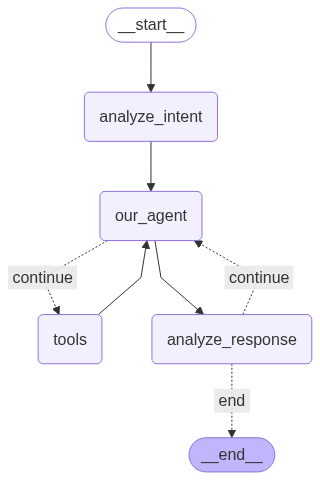 __start__
analyze_intent
our_agent
continue
continue
tools
analyze_response
end
__end__